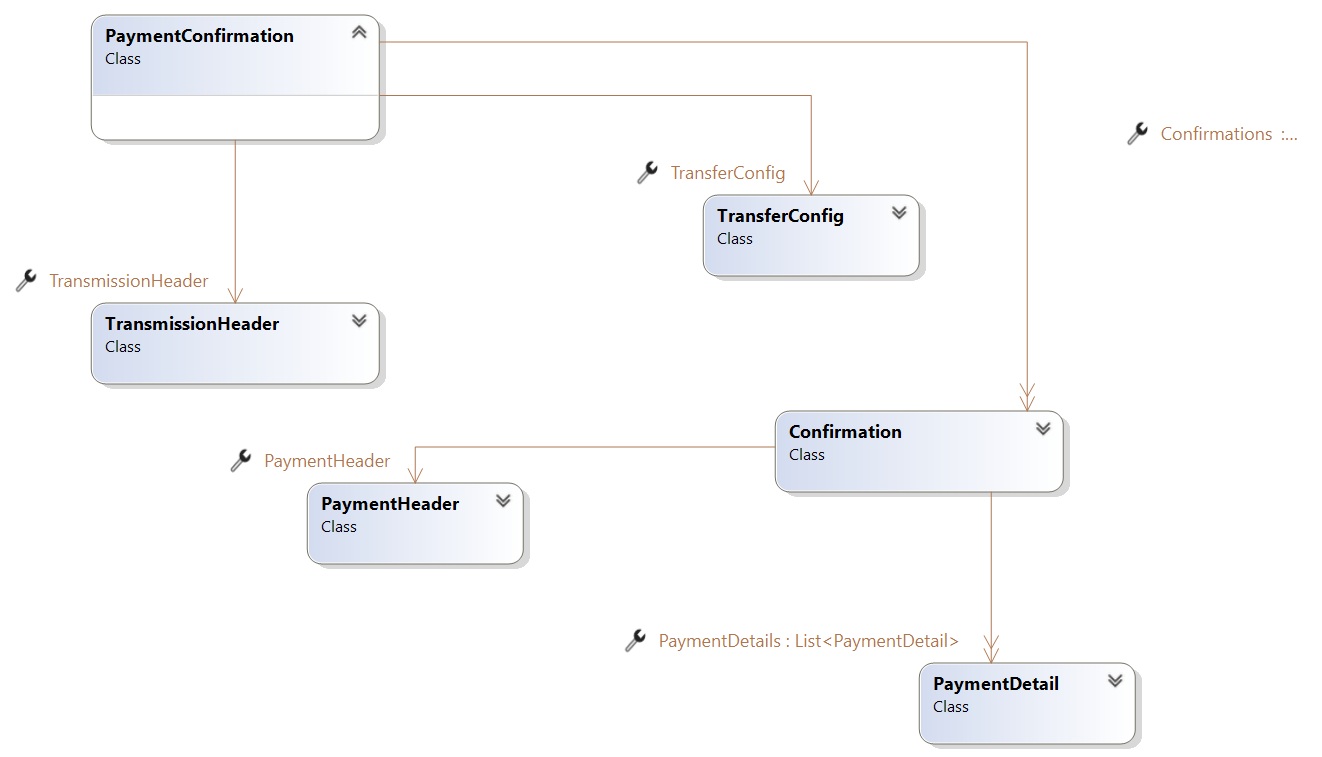 PaymentConfirmation
Class
Confirmations :...
TransferConfig
TransferConfig
Class
TransmissionHeader
TransmissionHeader
Class
Confirmation
Class
PaymentHeader
PaymentHeader
Class
PaymentDetails : List<PaymentDetail>
PaymentDetail
Class